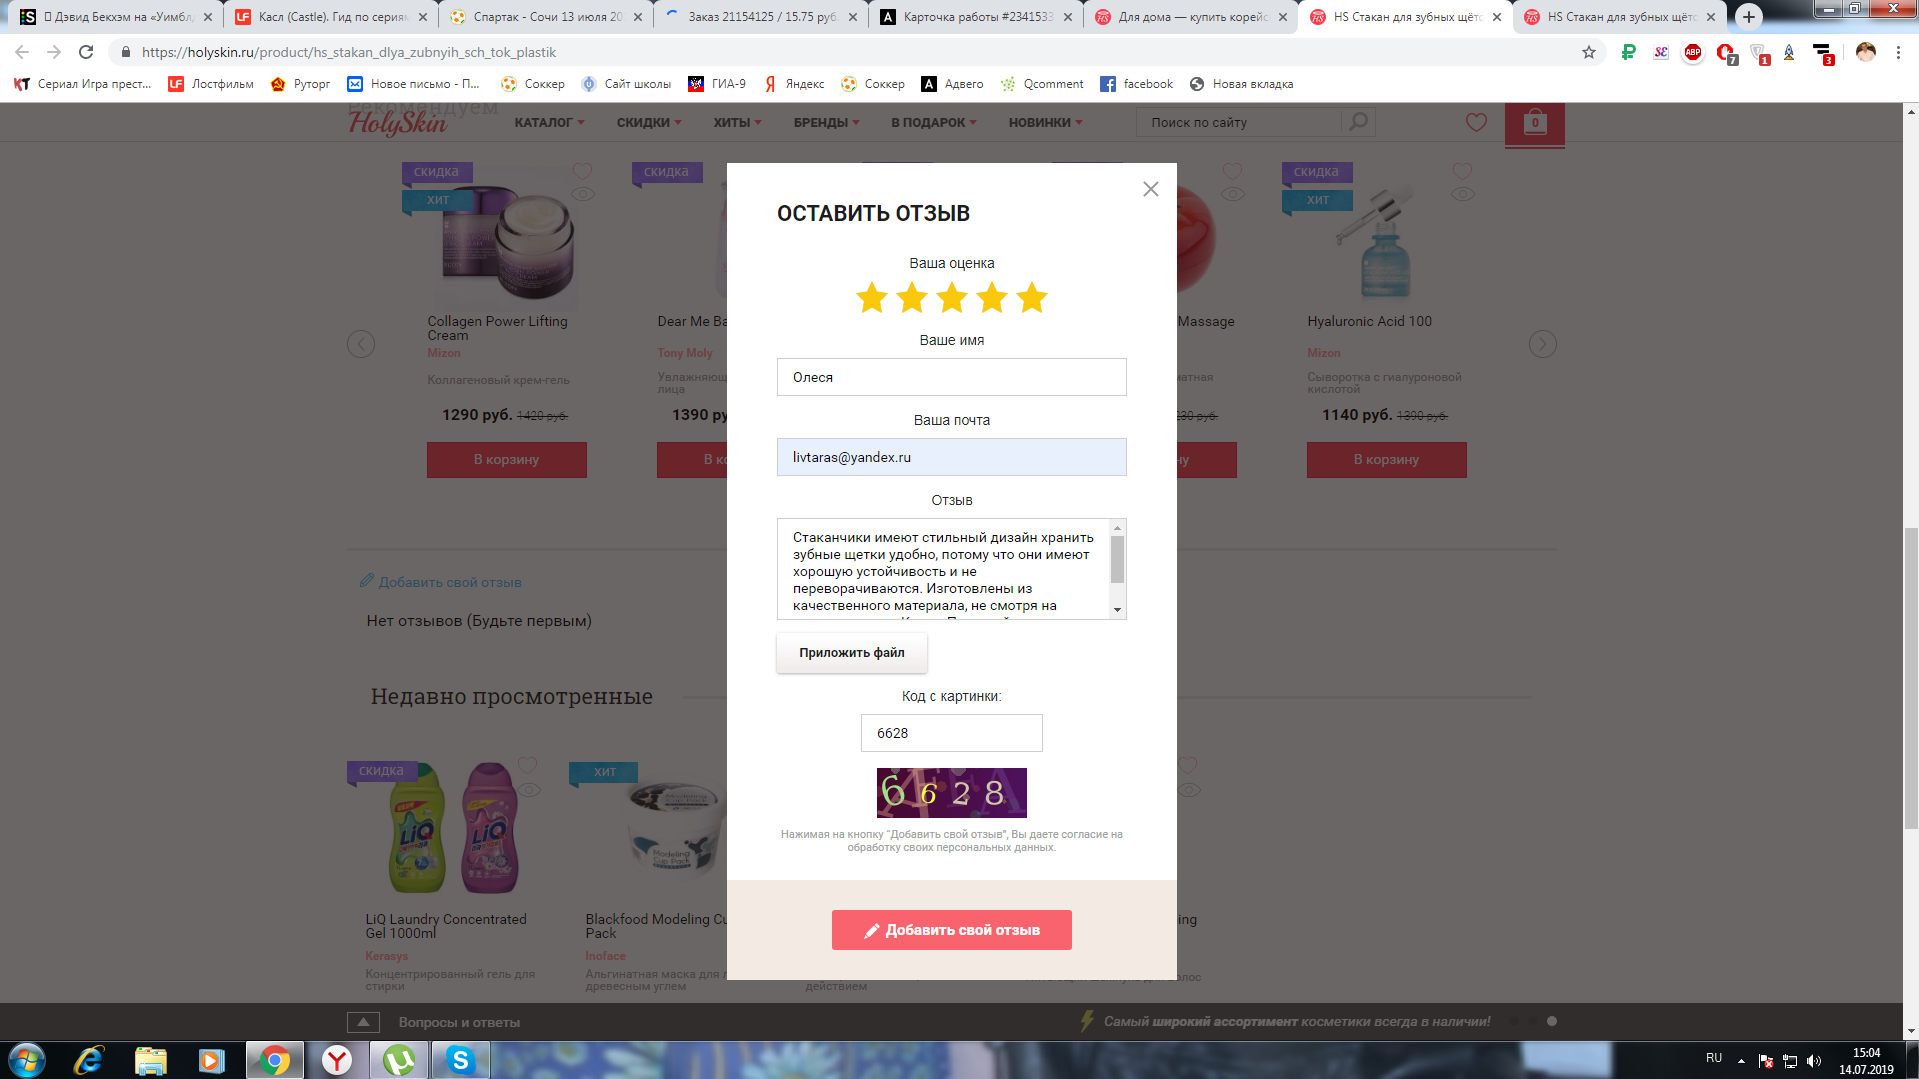 Дэвид Бекхэм на «Уимбл
Касл (Castle). Гид по сериям
Спартак - Сочи 13 июля 20
Заказ 21154125 / 15.75 руб
Карточка работы #2341533
Для дома — купить корейс
HS Стакан для зубных щёто
HS Стакан для зубных щёто
https://holyskin.ru/product/hs_stakan_dlya_zubnyih_sch_tok_plastik
Сериал Игра прест...
Лостфильм
Руторг
Новое письмо - П...
Соккер
Сайт школы
ГИА-9
Яндекс
Соккер
Адвего
Qcomment
facebook
Новая вкладка
Рекомендуем
HolySkin
КАТАЛОГ
СКИДКИ
ХИТЫ
БРЕНДЫ
В ПОДАРОК
НОВИНКИ
Поиск по сайту
0
скидка
хит
скидка
скидка
хит
Collagen Power Lifting
Cream
Mizon
Коллагеновый крем-гель
1290 руб. 1420 руб.
В корзину
Dear Me Ba
Tony Moly
Увлажняющ
лица
1390 ру
В к
Massage
матная
230 руб.
ну
Hyaluronic Acid 100
Mizon
Сыворотка с гиалуроновой
кислотой
1140 руб. 1390 руб.
В корзину
ОСТАВИТЬ ОТЗЫВ
Ваша оценка
Ваше имя
Олеся
Ваша почта
livtaras@yandex.ru
Отзыв
Стаканчики имеют стильный дизайн хранить
зубные щетки удобно, потому что они имеют
хорошую устойчивость и не
переворачиваются. Изготовлены из
качественного материала, не смотря на
Приложить файл
Код с картинки:
6628
6 6 2 8
Нажимая на кнопку "Добавить свой отзыв", Вы даете согласие на
обработку своих персональных данных.
Добавить свой отзыв
Добавить свой отзыв
Нет отзывов (Будьте первым)
Недавно просмотренные
скидка
хит
LiQ Laundry Concentrated
Gel 1000ml
Kerasys
Концентрированный гель для
стирки
Blackfood Modeling Cu
Pack
Inoface
Альгинатная маска для л
древесным углем
действием
ing
Вопросы и ответы
Самый широкий ассортимент косметики всегда в наличии!
RU
15:04
14.07.2019